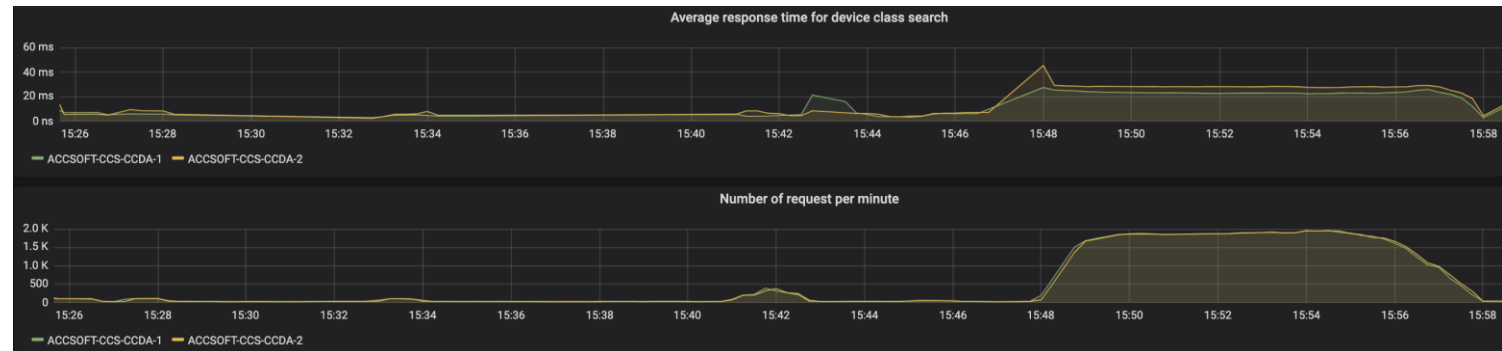 Average response time for device class search
60 ms
40 ms
20 ms
0 ns
15:26 15:28 15:30 15:32 15:34 15:36 15:38 15:40 15:42 15:44 15:46 15:48 15:50 15:52 15:54 15:56 15:58
ACCSOFT-CCS-CCDA-1 ACCSOFT-CCS-CCDA-2
Number of request per minute
2.0 K
1.5 K
1.0 K
500
0
15:26 15:28 15:30 15:32 15:34 15:36 15:38 15:40 15:42 15:44 15:46 15:48 15:50 15:52 15:54 15:56 15:58
ACCSOFT-CCS-CCDA-1 ACCSOFT-CCS-CCDA-2